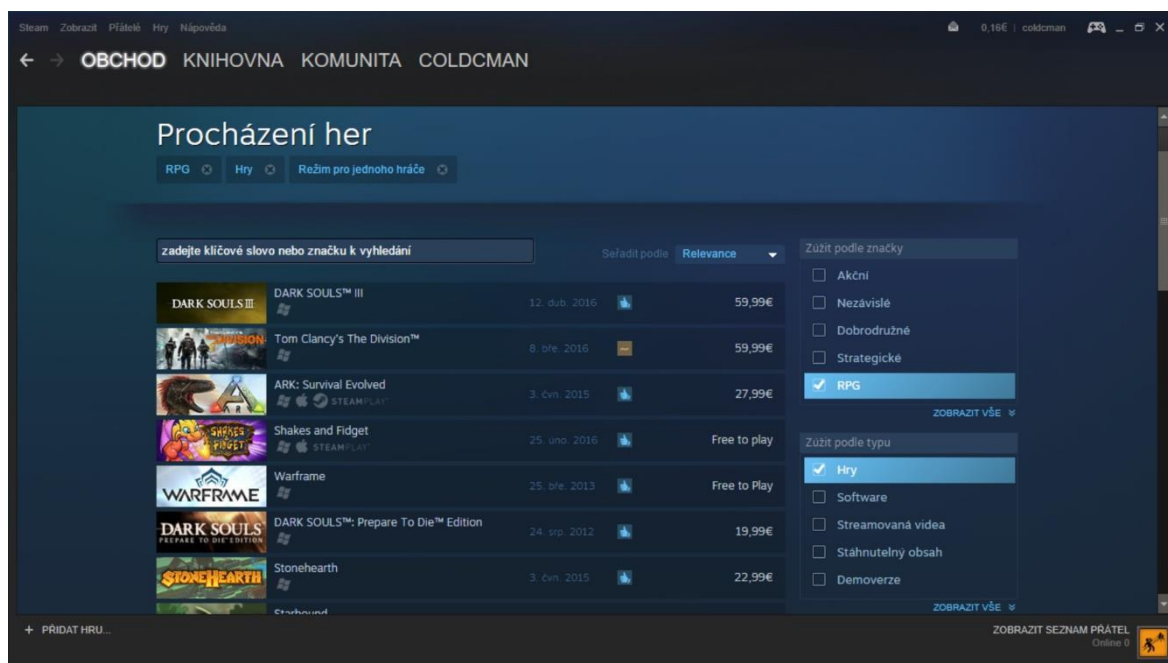 Steam Zobrazit Přátelé Hry Nápověda
0,16€ | coldcman
OBCHOD KNIHOVNA KOMUNITA COLDCMAN
Procházení her
RPG Hry Režim pro jednoho hráče
zadejte klíčové slovo nebo značku k vyhledání
Seřadit podle Relevance
DARK SOULS III
DARK SOULS™ III
12. dub. 2016
59,99€
DIVISION
Tom Clancy's The Division™
8. bře. 2016
59,99€
ARK
ARK: Survival Evolved
STEAMPLAY
3. čvn. 2015
27,99€
SHAKES & FIDGET
Shakes and Fidget
STEAMPLAY
25. úno. 2016
Free to play
WARFRAME
Warframe
25. bře. 2013
Free to Play
DARK SOULS
PREPARE TO DIE EDITION
DARK SOULS™: Prepare To Die™ Edition
24. srp. 2012
19,99€
STONEHEARTH
Stonehearth
3. čvn. 2015
22,99€
Starbound
Zúžit podle značky
Akční
Nezávislé
Dobrodružné
Strategické
RPG
ZOBRAZIT VŠE
Zúžit podle typu
Hry
Software
Streamovaná videa
Stáhnutelný obsah
Demoverze
ZOBRAZIT VŠE
+ PŘIDAT HRU...
ZOBRAZIT SEZNAM PŘÁTEL
Online 0